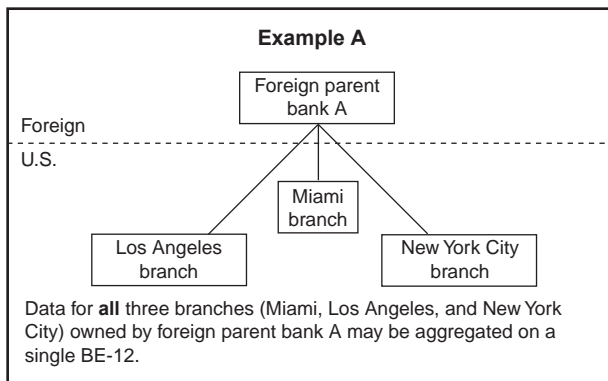 Example A
Foreign parent
bank A
Foreign
U.S.
Miami
branch
Los Angeles
branch
New York City
branch
Data for all three branches (Miami, Los Angeles, and New York
City) owned by foreign parent bank A may be aggregated on a
single BE-12.